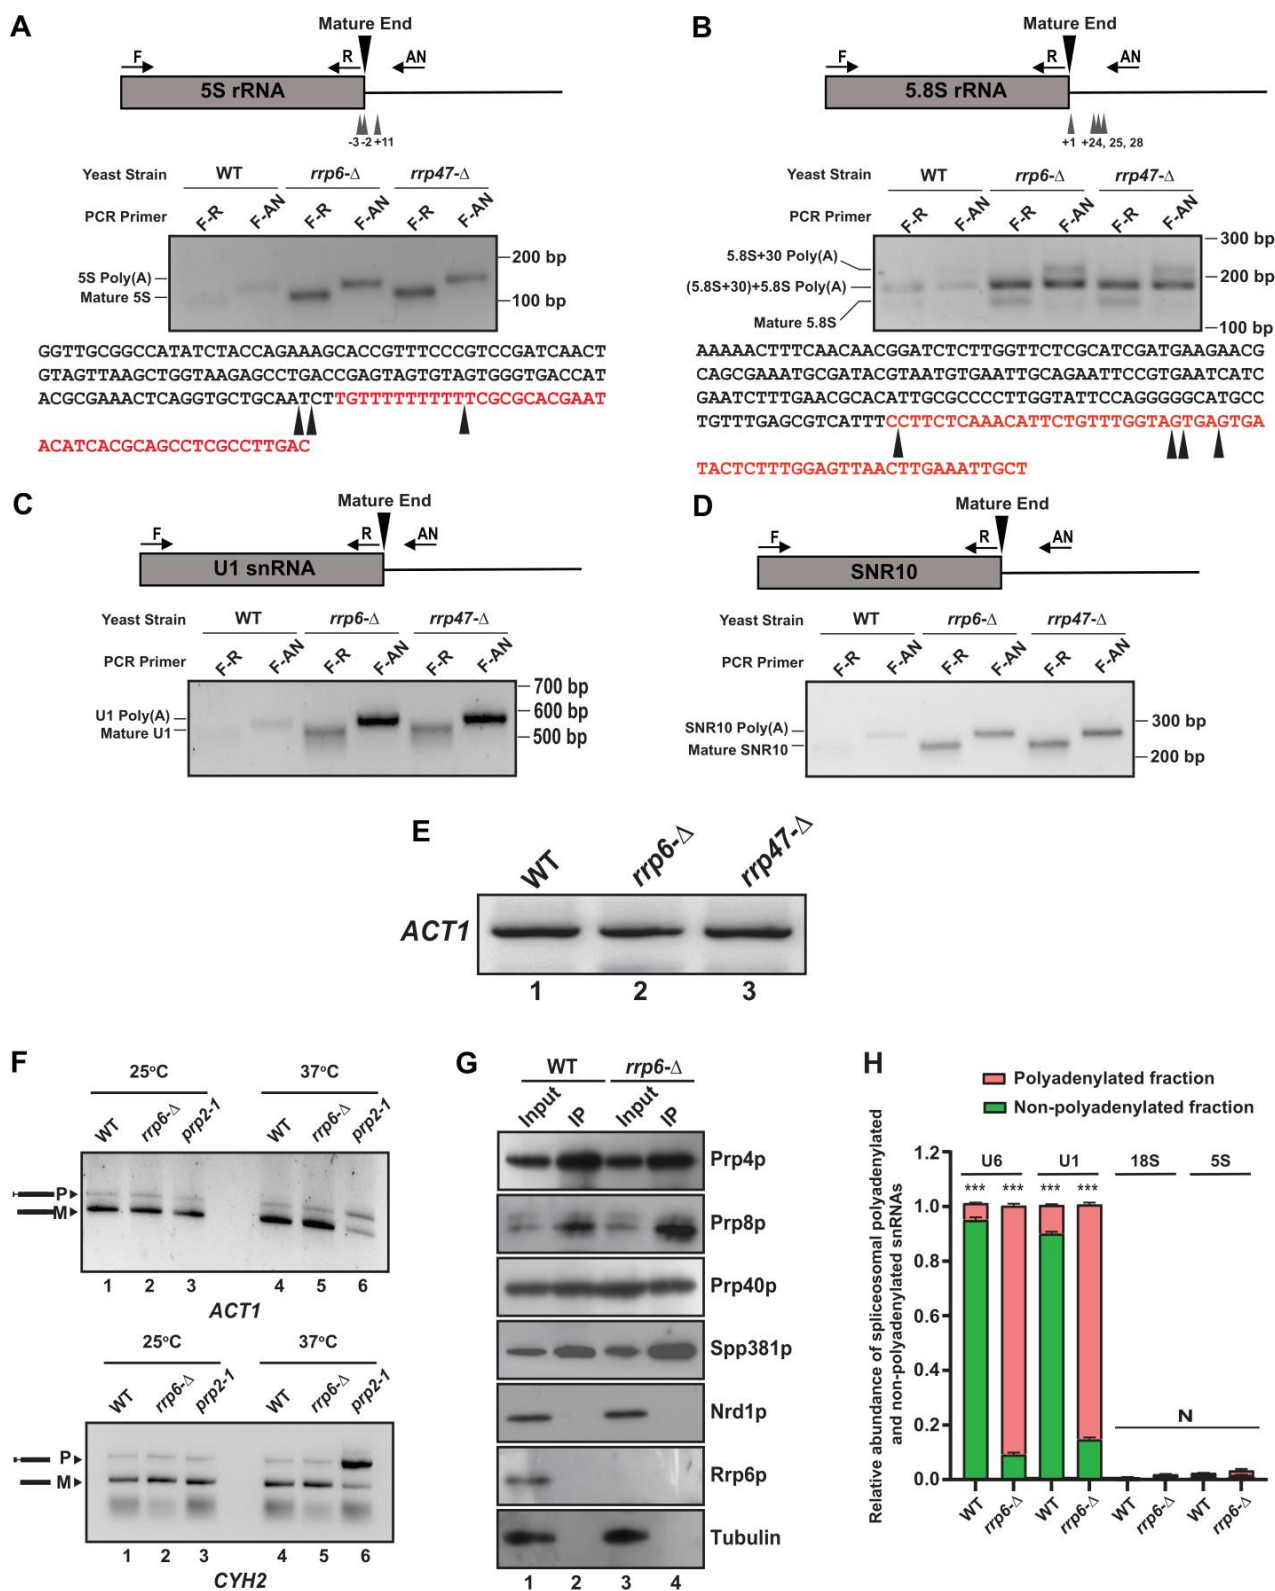 A
Mature End
F
R
AN
5S rRNA
-3 -2 +11
Yeast Strain
WT
rrp6-Δ
rrp47-Δ
PCR Primer
F-R
F-AN
F-R
F-AN
F-R
F-AN
200 bp
5S Poly(A)
Mature 5S
100 bp
GGTTGCGGCCATATCTACCAGAAAGCACCGTTTCCCGTCCGATCAACT
GTAGTTAAGCTGGTAAGAGCCTGACCGAGTAGTGTAGTGGGTGACCAT
ACGCGAAACTCAGGTGCTGCAATCTTGTTTTTTTTTTTCGCGCACGAAT
ACATCACGCAGCCTCGCCTTGAC
B
Mature End
F
R
AN
5.8S rRNA
+1 +24, 25, 28
Yeast Strain
WT
rrp6-Δ
rrp47-Δ
PCR Primer
F-R
F-AN
F-R
F-AN
F-R
F-AN
300 bp
5.8S+30 Poly(A)
200 bp
(5.8S+30)+5.8S Poly(A)
Mature 5.8S
100 bp
AAAAACTTTCAACAACGGATCTCTTGGTTCTCGCATCGATGAAGAACG
CAGCGAAATGCGATACGTAATGTGAATTGCAGAATTCCGTGAATCATC
GAATCTTTGAACGCACATTGCGCCCCTTGGTATTCCAGGGGGCATGCC
TGTTTGAGCGTCATTTCCTTCTCAAACATTCTGTTTGGTAGTGAGTGA
TACTCTTTGGAGTTAACTTGAAATTGCT
C
Mature End
F
R
AN
U1 snRNA
Yeast Strain
WT
rrp6-Δ
rrp47-Δ
PCR Primer
F-R
F-AN
F-R
F-AN
F-R
F-AN
700 bp
U1 Poly(A)
600 bp
Mature U1
500 bp
D
Mature End
F
R
AN
SNR10
Yeast Strain
WT
rrp6-Δ
rrp47-Δ
PCR Primer
F-R
F-AN
F-R
F-AN
F-R
F-AN
SNR10 Poly(A)
300 bp
Mature SNR10
200 bp
E
WT
rrp6-Δ
rrp47-Δ
ACT1
1 2 3
F
25°C
37°C
WT
rrp6-Δ
prp2-1
WT
rrp6-Δ
prp2-1
P
M
1 2 3 4 5 6
ACT1
25°C
37°C
WT
rrp6-Δ
prp2-1
WT
rrp6-Δ
prp2-1
P
M
1 2 3 4 5 6
CYH2
G
WT
rrp6-Δ
Input
IP
Input
IP
Prp4p
Prp8p
Prp40p
Spp381p
Nrd1p
Rrp6p
Tubulin
1 2 3 4
H
Polyadenylated fraction
Non-polyadenylated fraction
Relative abundance of spliceosomal polyadenylated
and non-polyadenylated snRNAs
1.2
1.0
0.8
0.6
0.4
0.2
0.0
U6
U1
18S
5S
*** *** *** ***
N
WT
rrp6-Δ
WT
rrp6-Δ
WT
rrp6-Δ
WT
rrp6-Δ